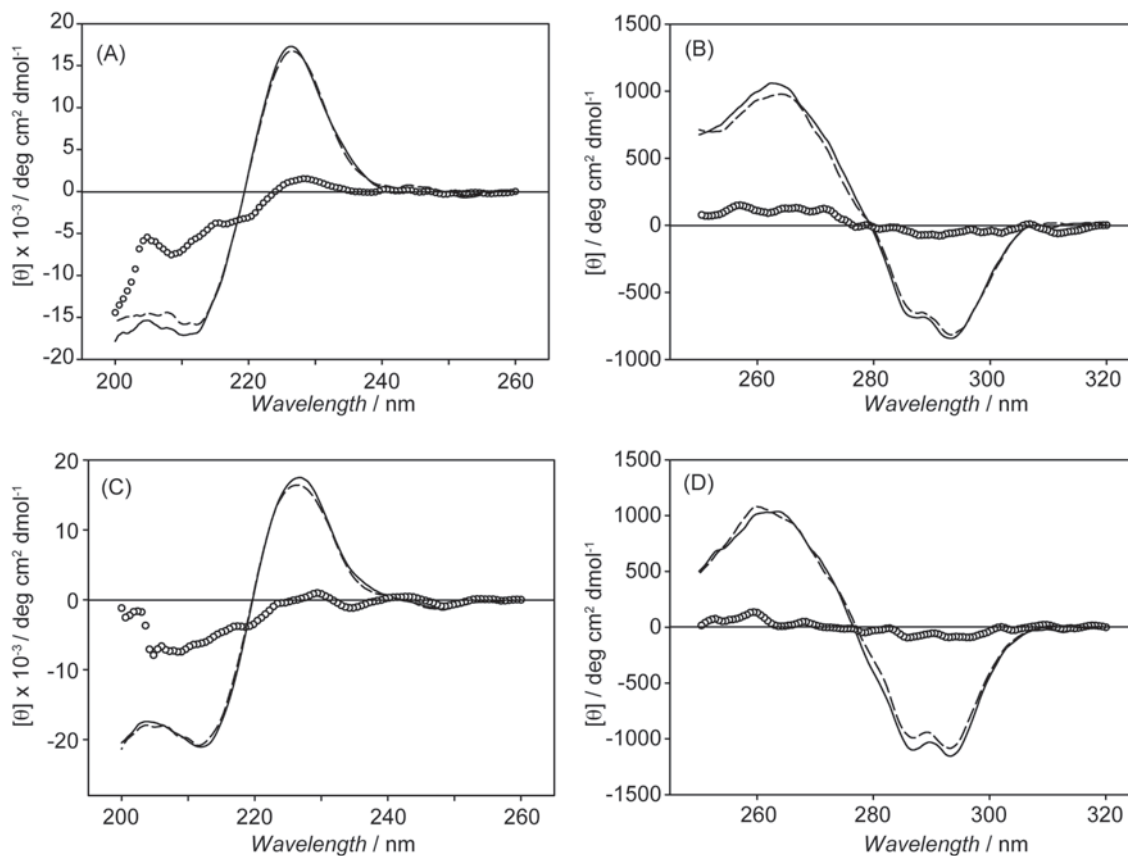 (A)
[θ] x 10⁻³ / deg cm² dmol⁻¹
20
15
10
5
0
-5
-10
-15
-20
200 220 240 260
Wavelength / nm
(B)
[θ] / deg cm² dmol⁻¹
1500
1000
500
0
-500
-1000
260 280 300 320
Wavelength / nm
(C)
[θ] x 10⁻³ / deg cm² dmol⁻¹
20
10
0
-10
-20
200 220 240 260
Wavelength / nm
(D)
[θ] / deg cm² dmol⁻¹
1500
1000
500
0
-500
-1000
-1500
260 280 300 320
Wavelength / nm